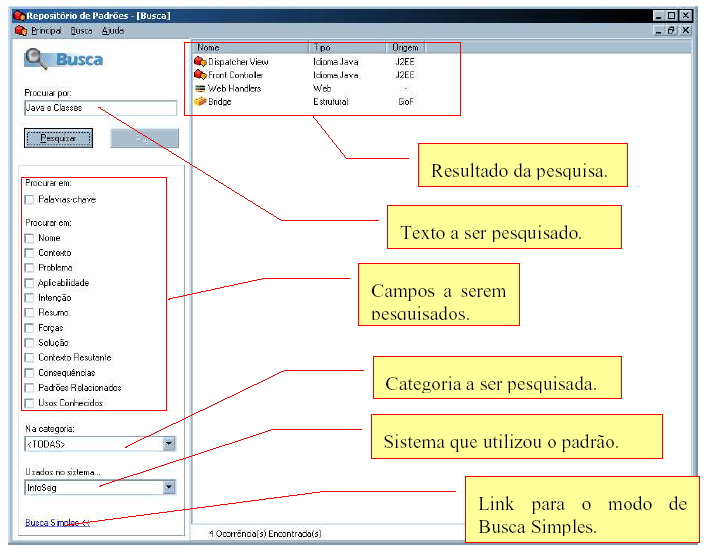 Repositório de Padrões - [Busca]
Principal Busca Ajuda
Busca
Procurar por:
Java e Classes
Pesquisar
Procurar em:
Palavras-chave
Procurar em:
Nome
Contexto
Problema
Aplicabilidade
Intenção
Resumo
Forças
Solução
Contexto Resultante
Consequências
Padrões Relacionados
Usos Conhecidos
Na categoria:
<TODAS>
Usados no sistema...
InfoSeg
Busca Simples <<
Nome Tipo Origem
Dispatcher View Idioma Java J2EE
Front Controller Idioma Java J2EE
Web Handlers Web -
Bridge Estrutural GoF
Resultado da pesquisa.
Texto a ser pesquisado.
Campos a serem
pesquisados.
Categoria a ser pesquisada.
Sistema que utilizou o padrão.
Link para o modo de
Busca Simples.
4 Ocorrência(s) Encontrada(s)